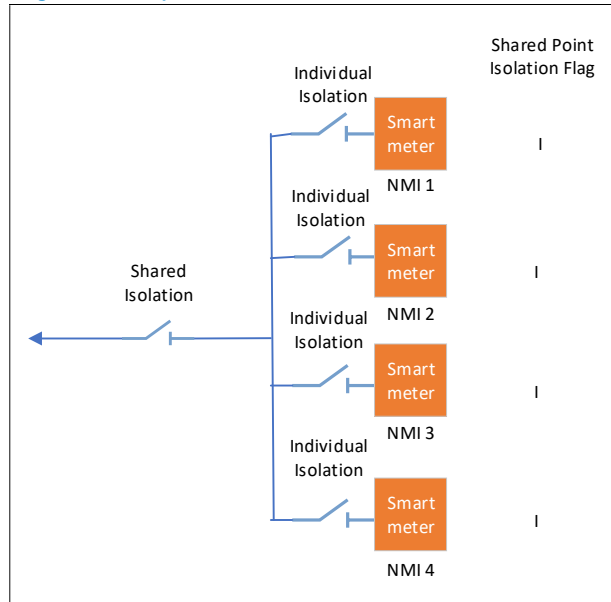 Shared Point
Isolation Flag
Individual
Isolation
Smart
meter
I
NMI 1
Individual
Isolation
Smart
meter
I
NMI 2
Shared
Isolation
Individual
Isolation
Smart
meter
I
NMI 3
Individual
Isolation
Smart
meter
I
NMI 4